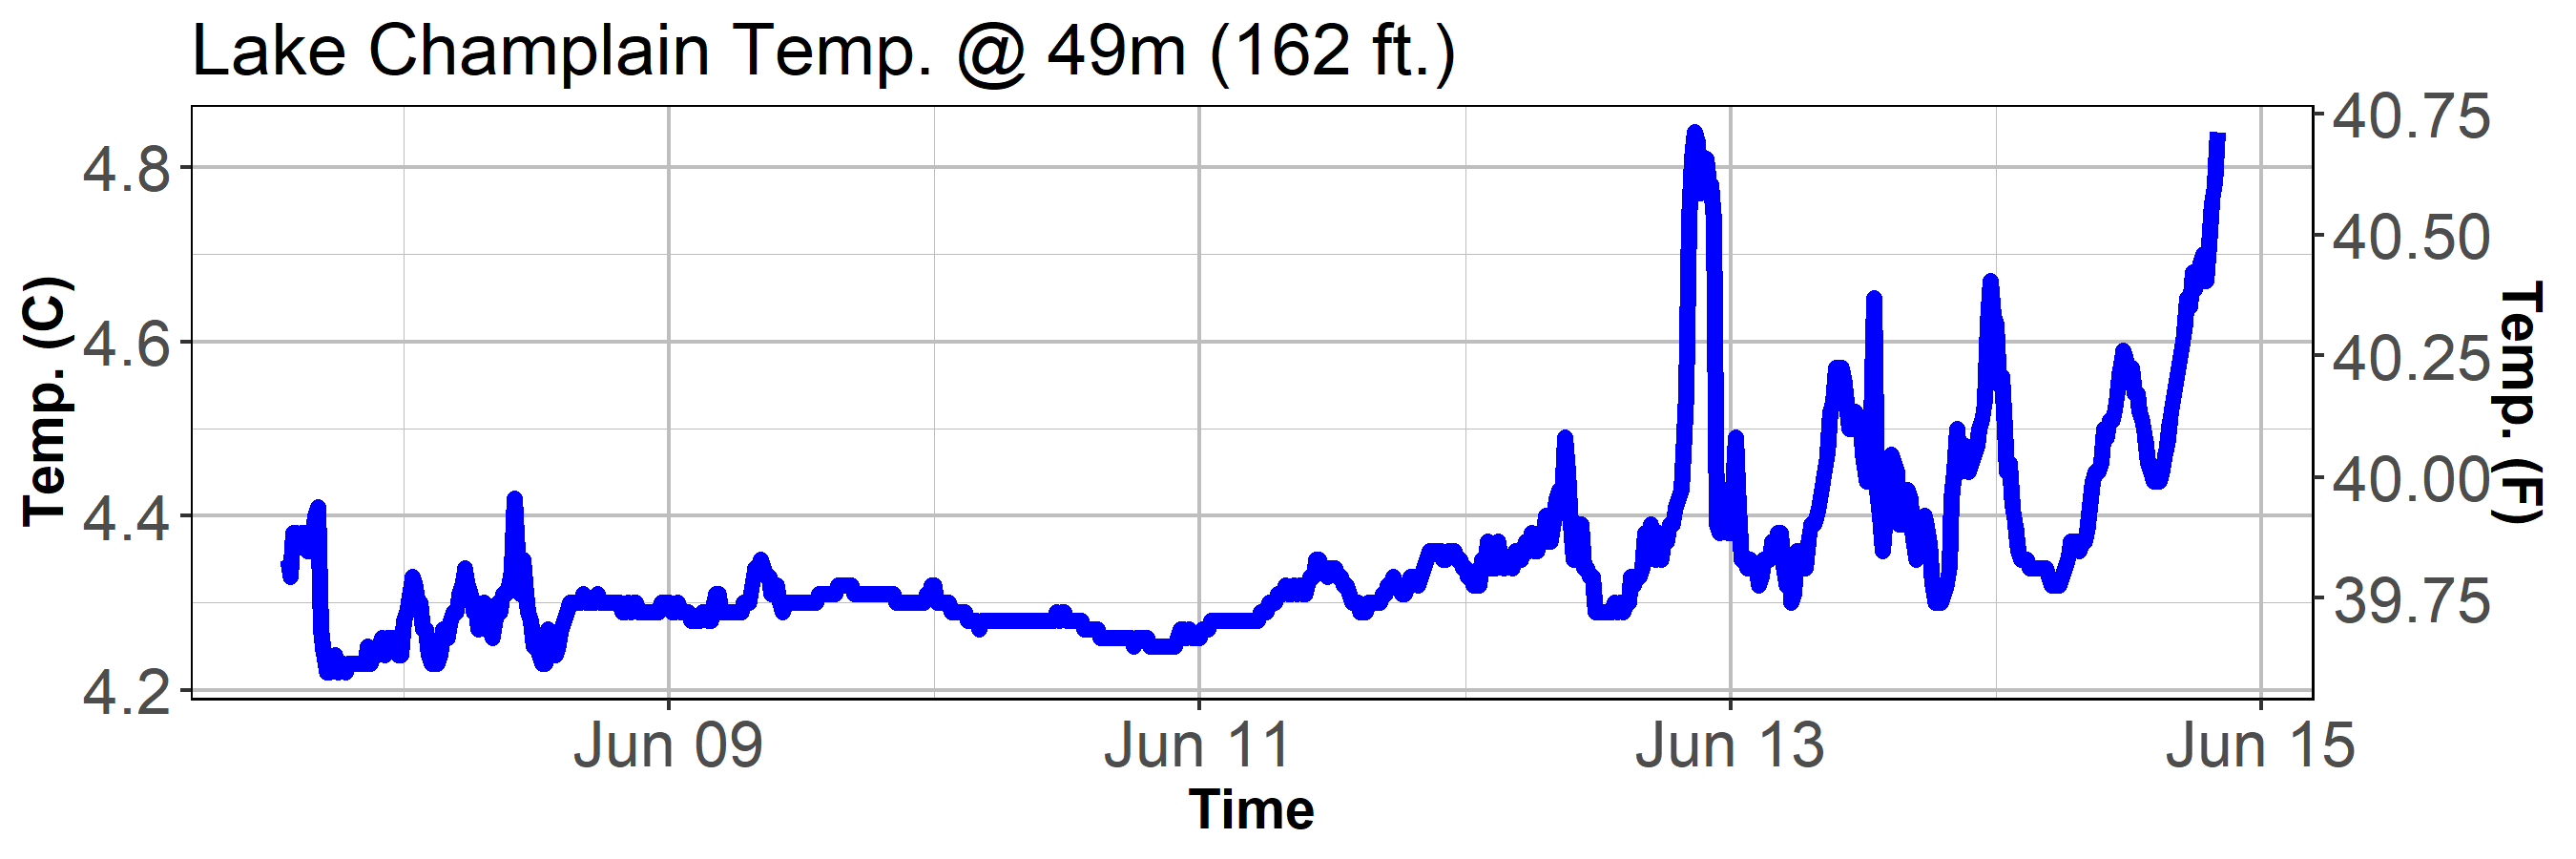 Lake Champlain Temp. @ 49m (162 ft.)
Temp. (C)
4.8
4.6
4.4
4.2
40.75
40.50
40.25
40.00
39.75
Temp. (F)
Jun 09 Jun 11 Jun 13 Jun 15
Time